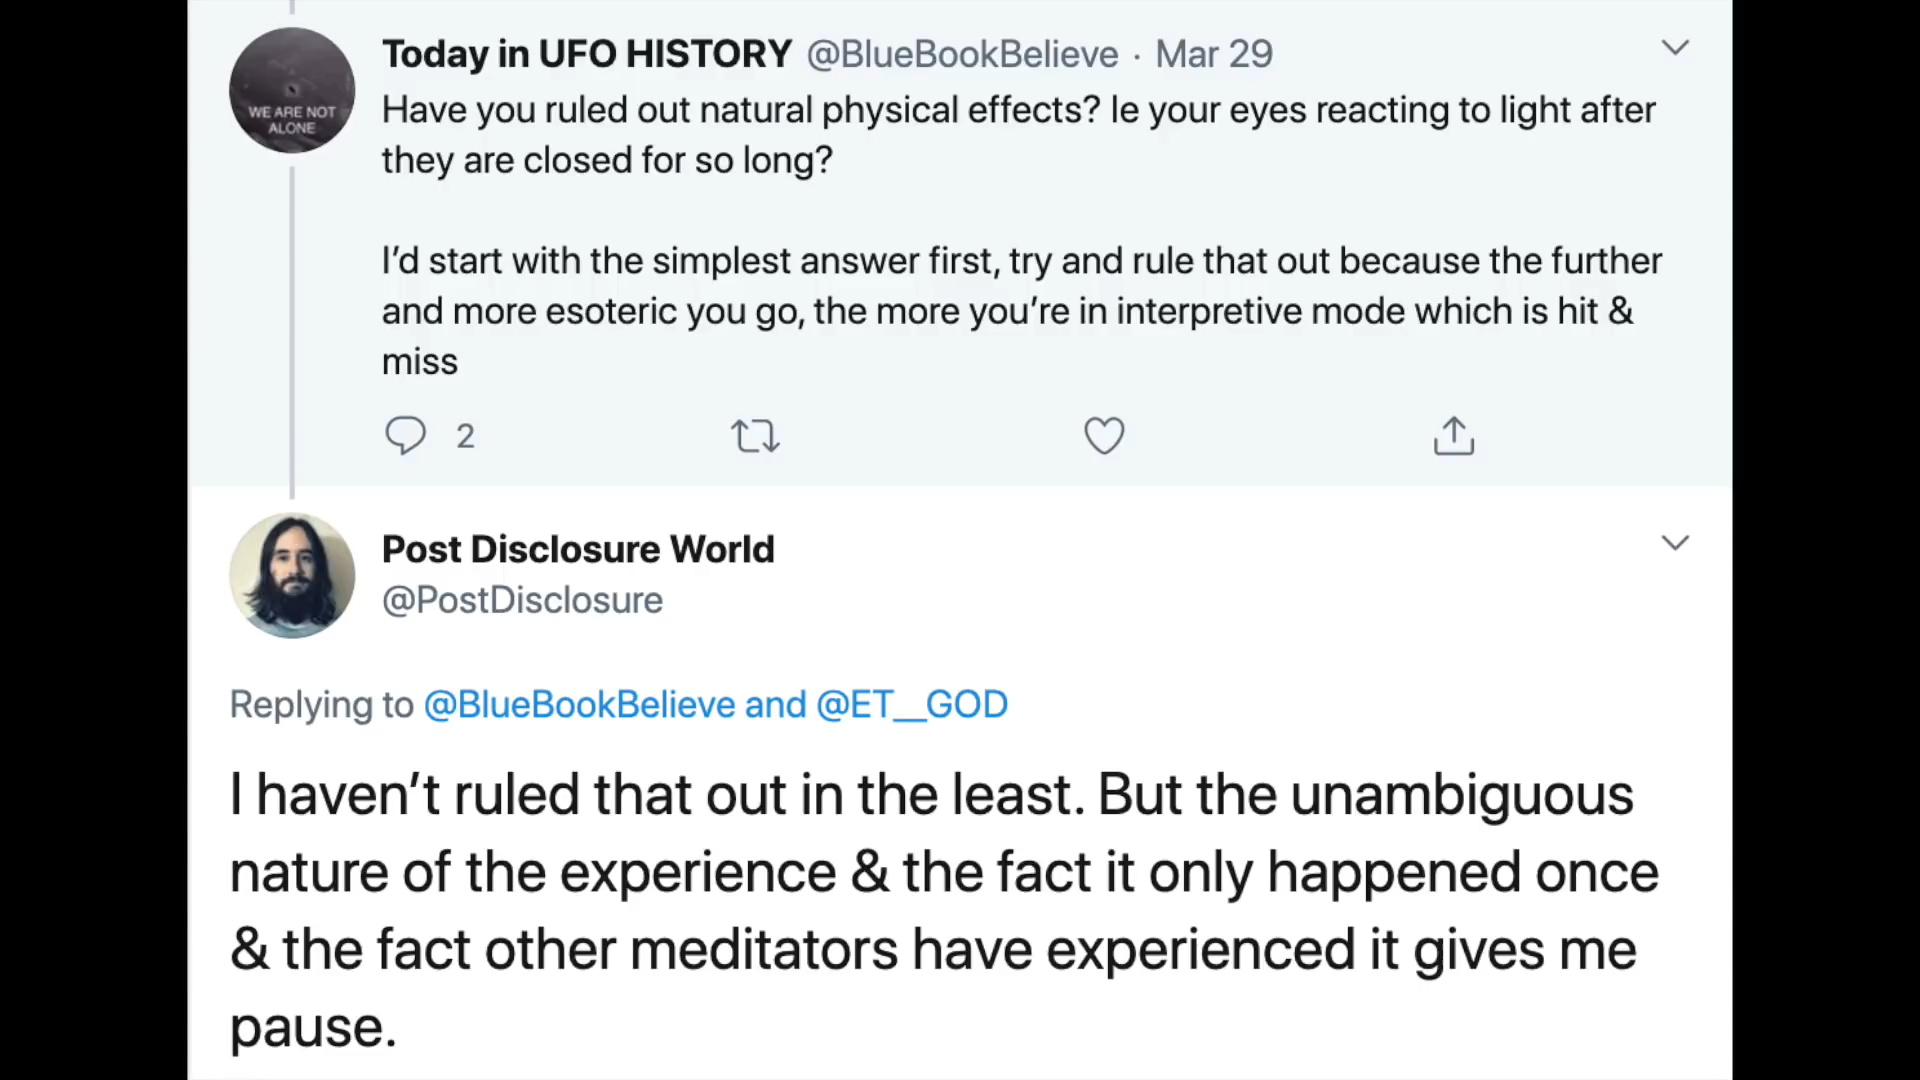 Today in UFO HISTORY @BlueBookBelieve · Mar 29
WE ARE NOT
ALONE
Have you ruled out natural physical effects? Ie your eyes reacting to light after
they are closed for so long?
I’d start with the simplest answer first, try and rule that out because the further
and more esoteric you go, the more you’re in interpretive mode which is hit &
miss
2
Post Disclosure World
@PostDisclosure
Replying to @BlueBookBelieve and @ET__GOD
I haven’t ruled that out in the least. But the unambiguous
nature of the experience & the fact it only happened once
& the fact other meditators have experienced it gives me
pause.